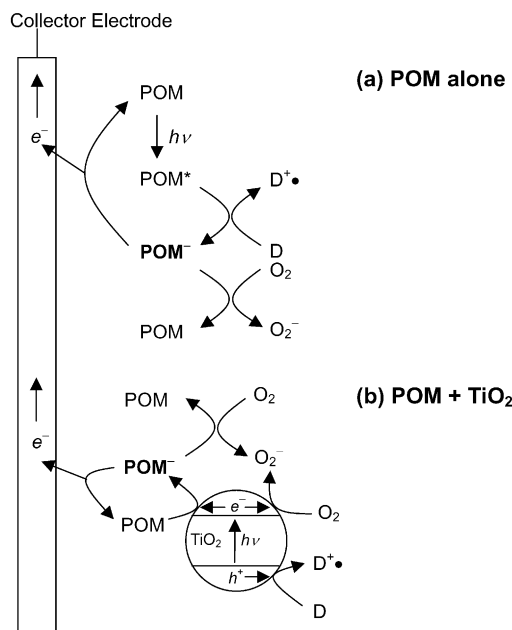 Collector Electrode
(a) POM alone
POM
e⁻
hν
POM* D⁺•
POM⁻ D
O₂
POM O₂⁻
(b) POM + TiO₂
POM O₂
e⁻
POM⁻ O₂⁻
POM e⁻ O₂
TiO₂ hν
D⁺•
h⁺
D